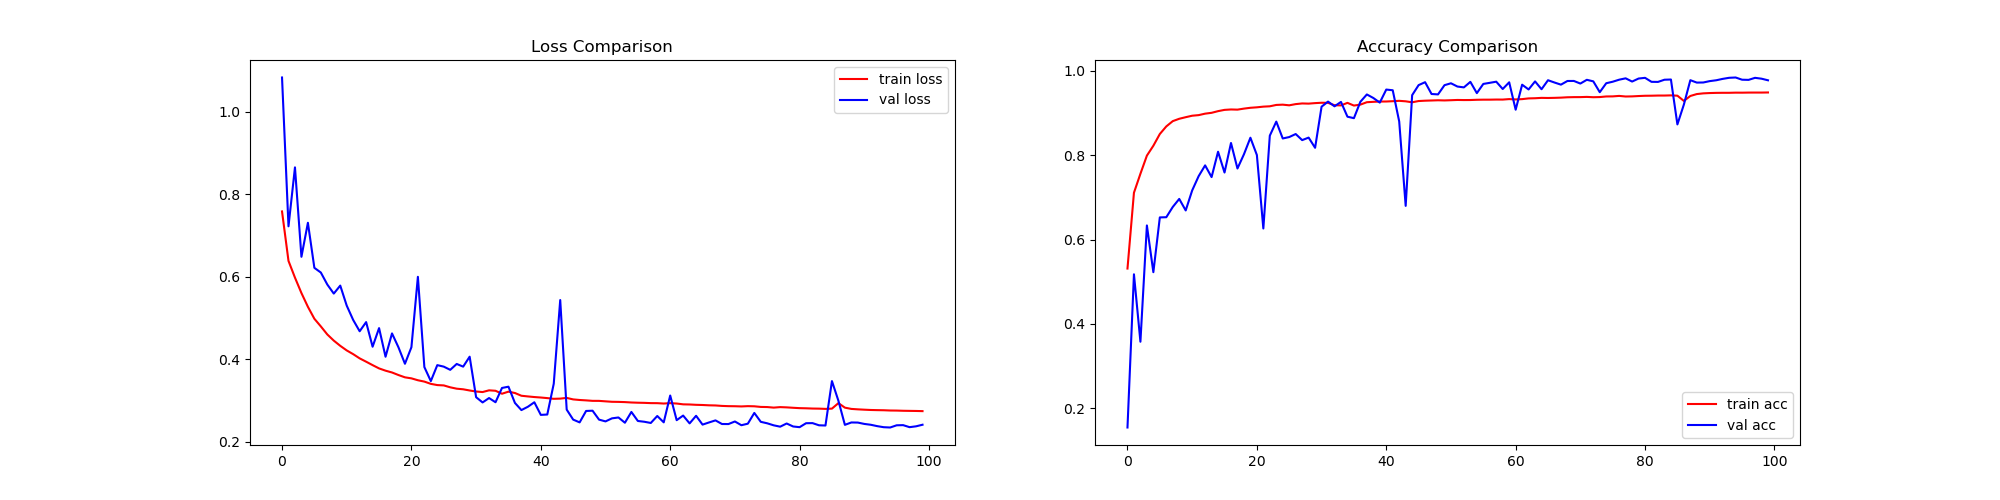 Loss Comparison
train loss
val loss
1.0
0.8
0.6
0.4
0.2
0 20 40 60 80 100
Accuracy Comparison
1.0
0.8
0.6
0.4
0.2
train acc
val acc
0 20 40 60 80 100